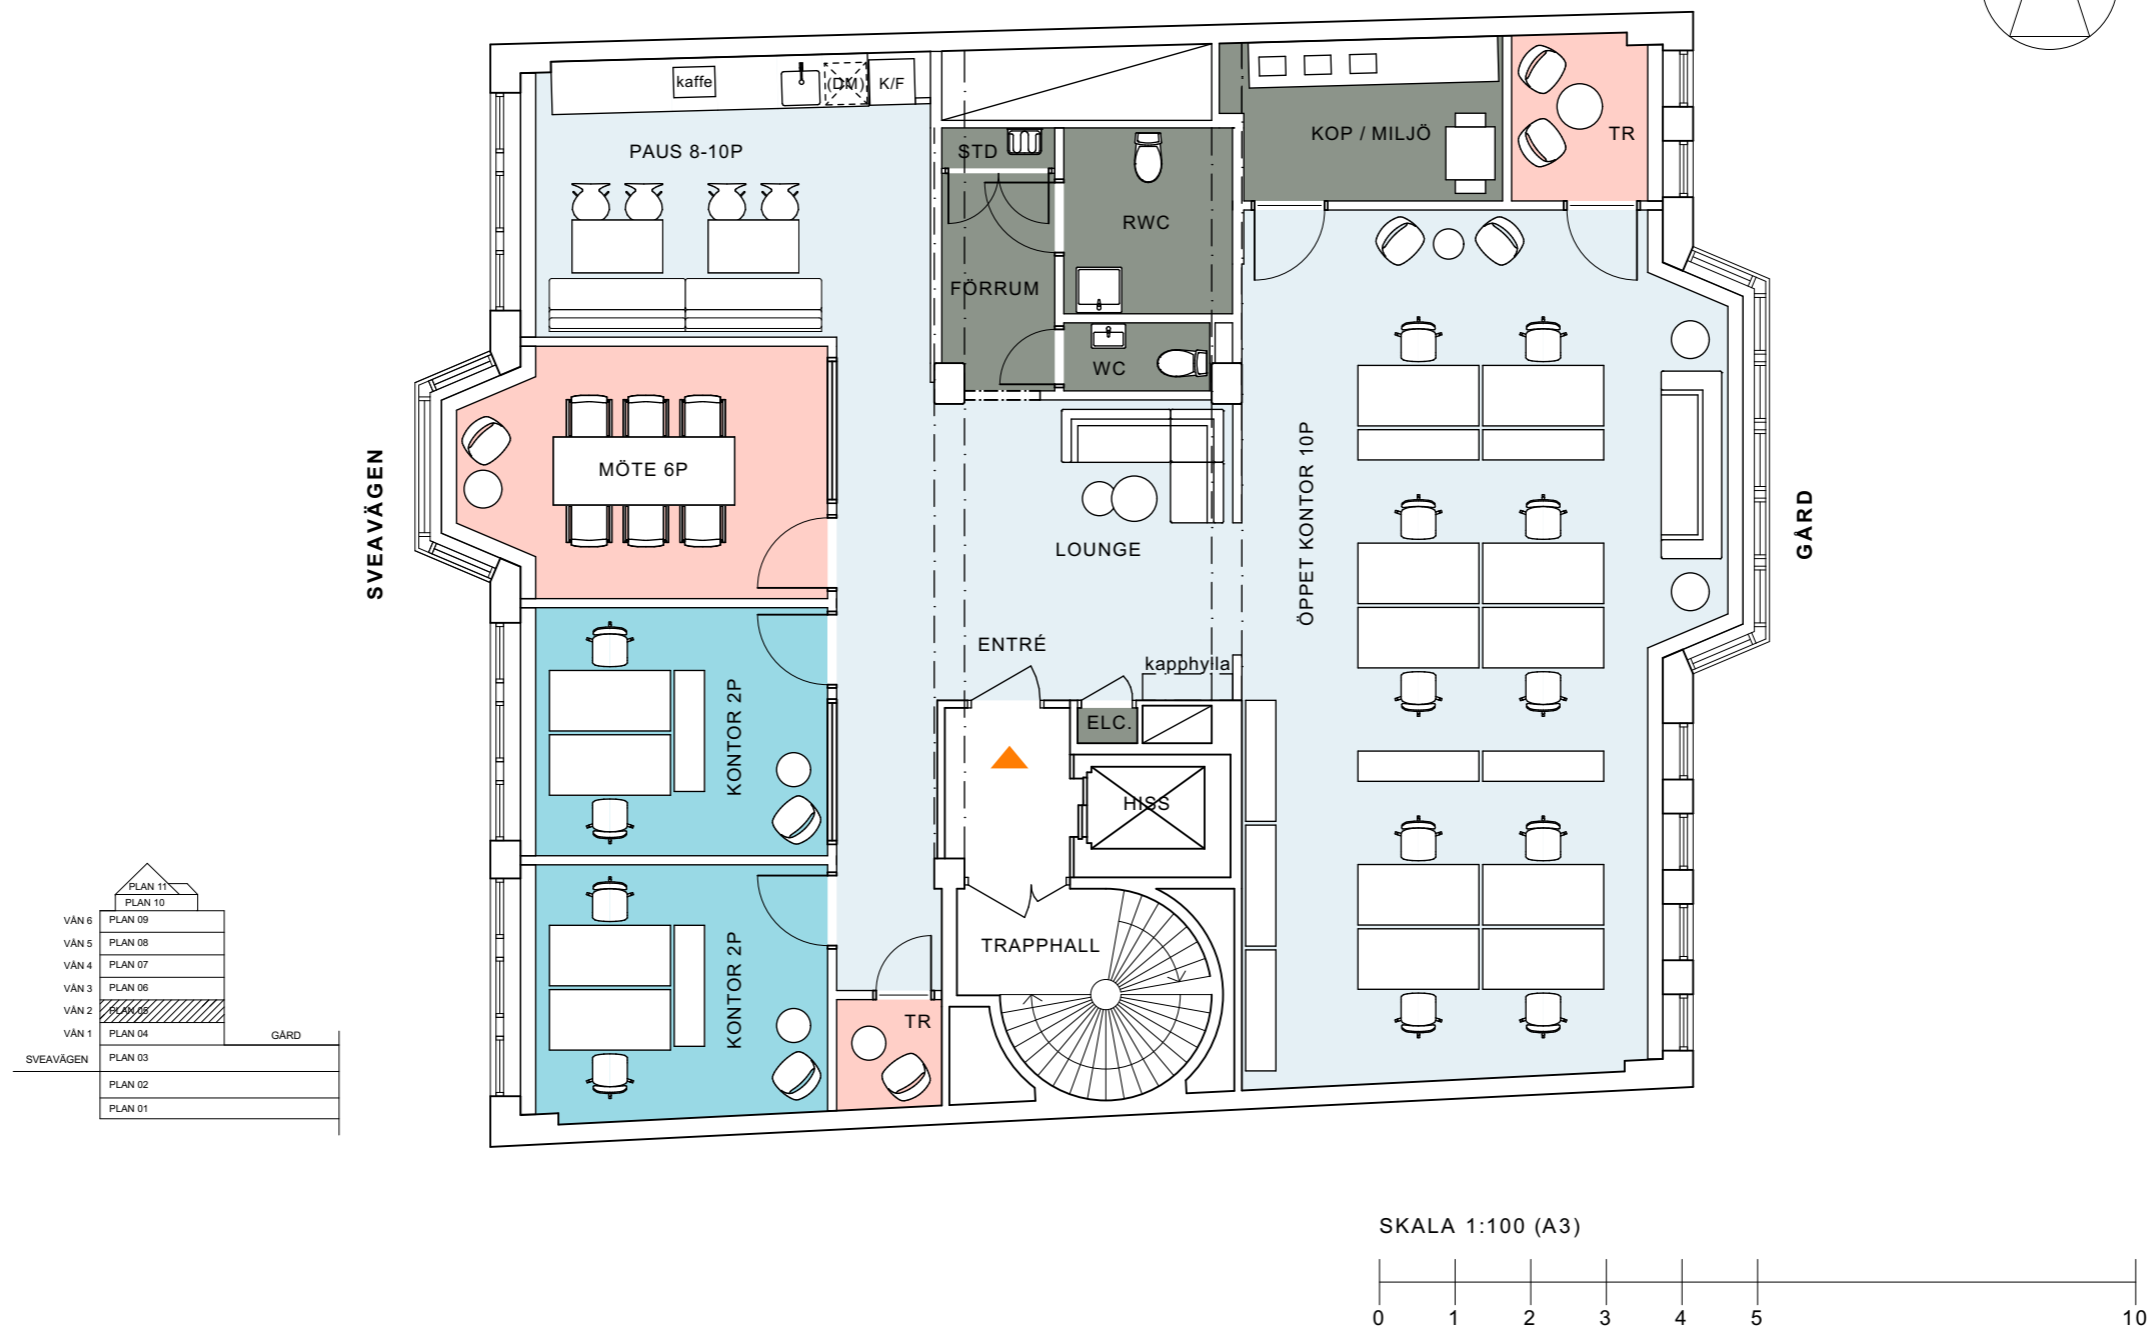 kaffe
(DM)
K/F
PAUS 8-10P
STD
KOP / MILJÖ
TR
RWC
FÖRRUM
WC
MÖTE 6P
SVEAVÄGEN
LOUNGE
ÖPPET KONTOR 10P
GÅRD
ENTRÉ
kapphylla
KONTOR 2P
ELC.
HISS
TRAPPHALL
KONTOR 2P
TR
PLAN 11
PLAN 10
VÅN 6 PLAN 09
VÅN 5 PLAN 08
VÅN 4 PLAN 07
VÅN 3 PLAN 06
VÅN 2 PLAN 05
VÅN 1 PLAN 04 GÅRD
SVEAVÄGEN PLAN 03
PLAN 02
PLAN 01
SKALA 1:100 (A3)
0 1 2 3 4 5 10